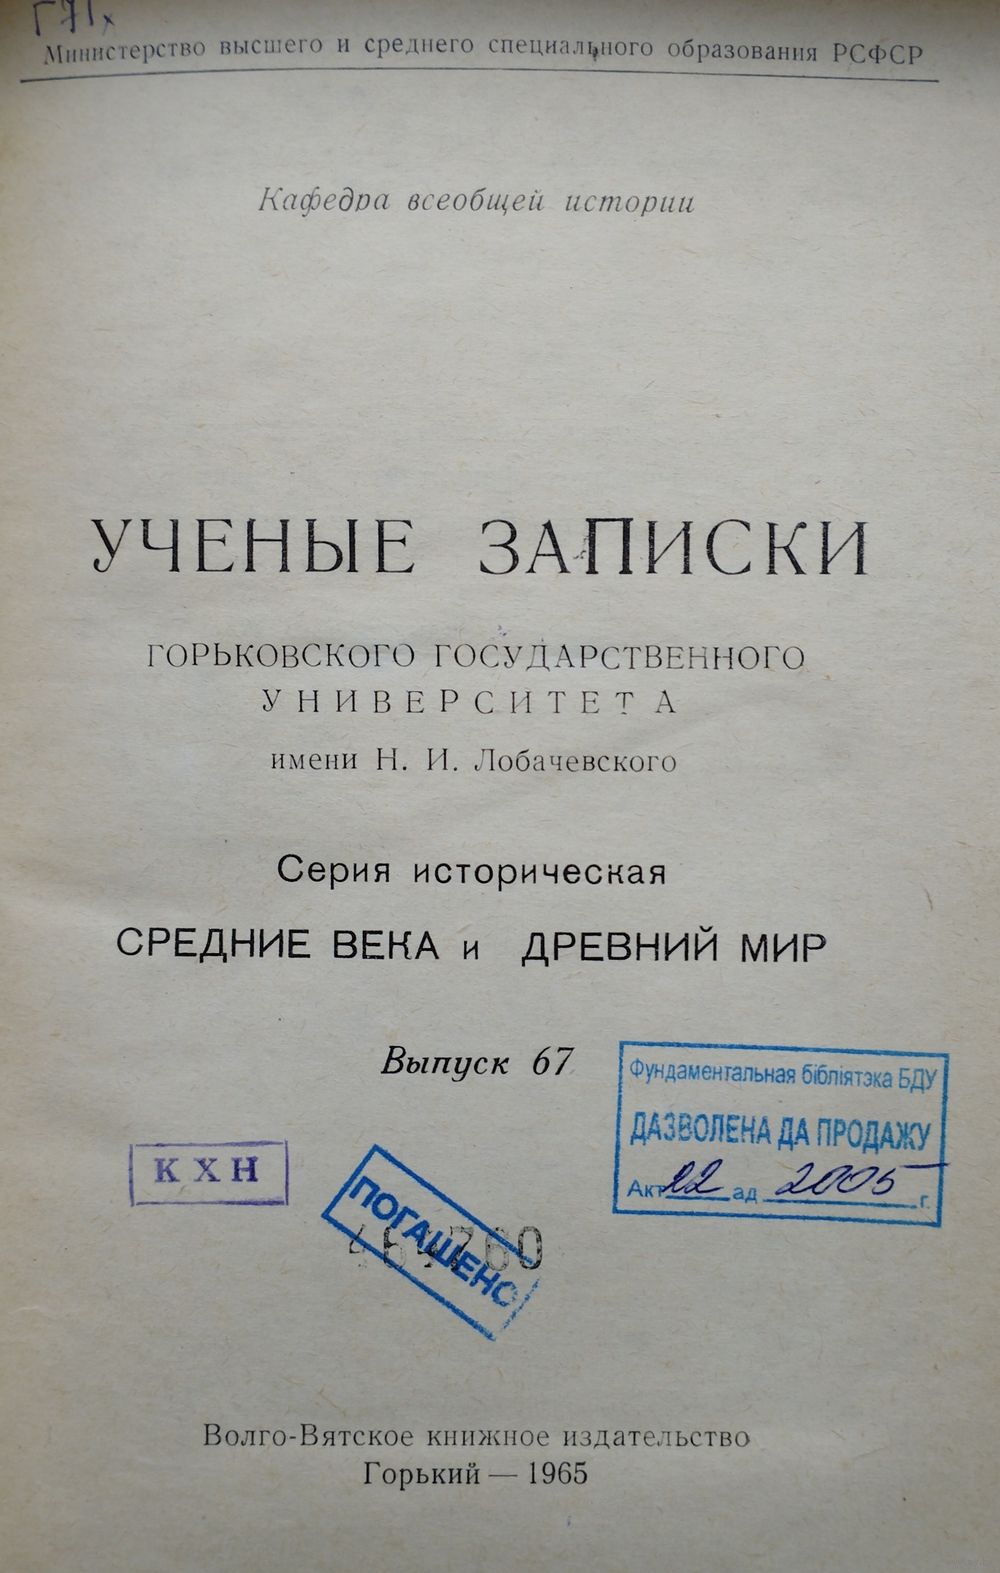 Г71х
Министерство высшего и среднего специального образования РСФСР
Кафедра всеобщей истории
УЧЕНЫЕ ЗАПИСКИ
ГОРЬКОВСКОГО ГОСУДАРСТВЕННОГО
УНИВЕРСИТЕТА
имени Н. И. Лобачевского
Серия историческая
СРЕДНИЕ ВЕКА и ДРЕВНИЙ МИР
Выпуск 67
Фундаментальная бібліятэка БДУ
ДАЗВОЛЕНА ДА ПРОДАЖУ
Акт 22 ад 2005 г.
КХН
ПОГАШЕНО
Волго-Вятское книжное издательство
Горький — 1965